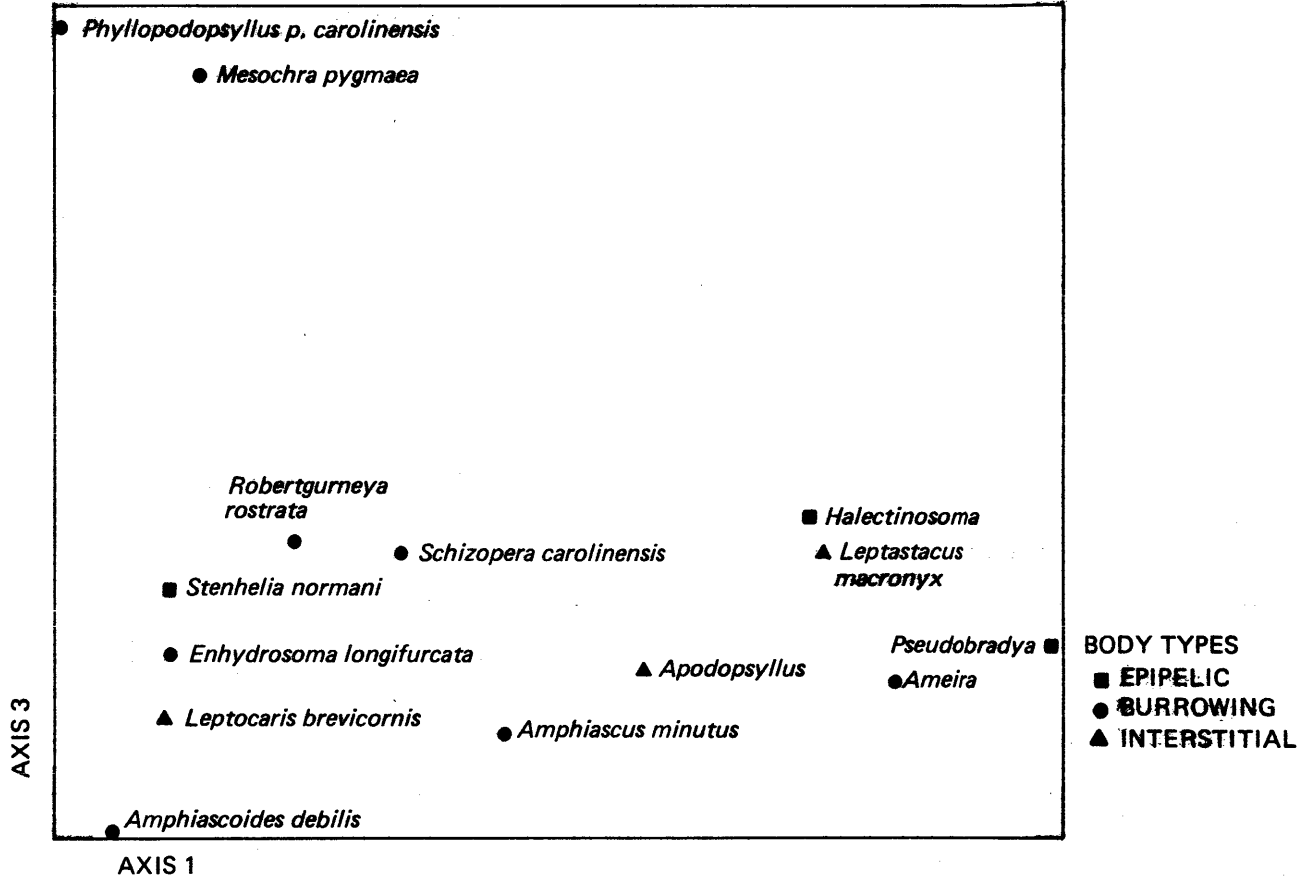 Phyllopodopsyllus p. carolinensis
Mesochra pygmaea
Robertgurneya
rostrata
Schizopera carolinensis
Halectinosoma
Leptastacus
macronyx
Stenhelia normani
Enhydrosoma longifurcata
Apodopsyllus
Pseudobradya
Ameira
Leptocaris brevicornis
Amphiascus minutus
Amphiascoides debilis
AXIS 3
AXIS 1
BODY TYPES
EPIPELIC
BURROWING
INTERSTITIAL